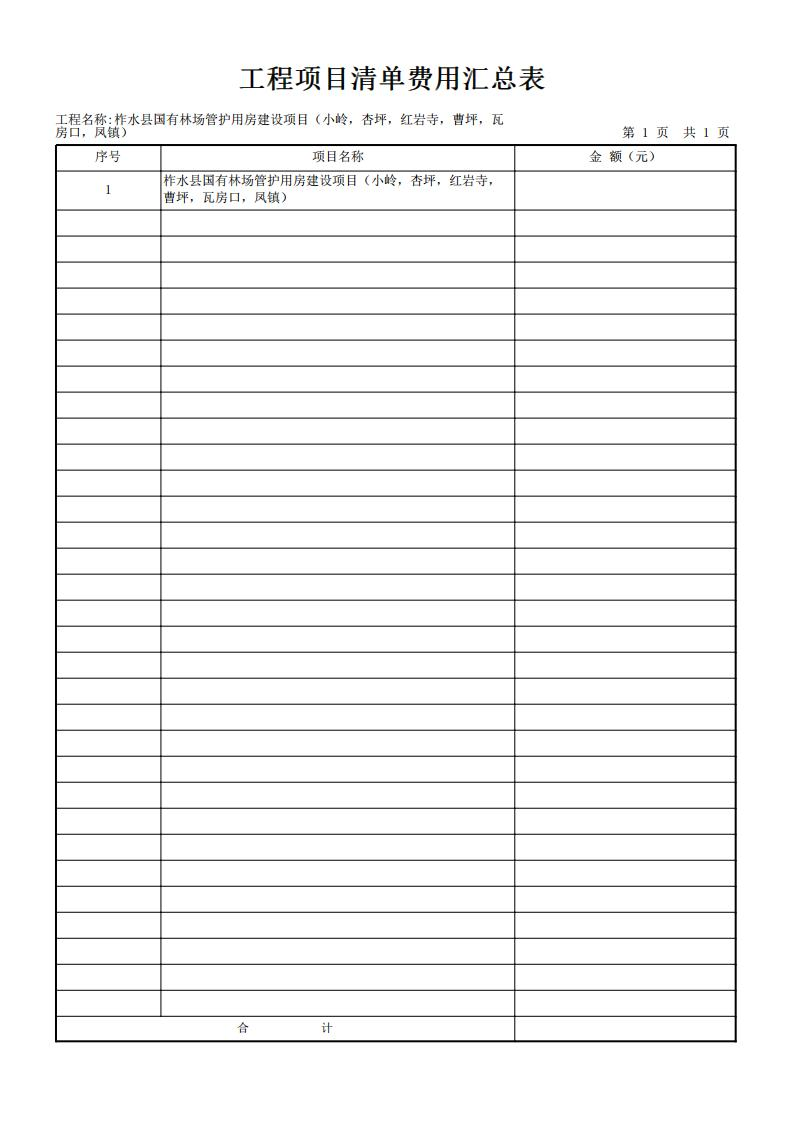 工程项目清单费用汇总表
工程名称:柞水县国有林场管护用房建设项目（小岭，杏坪，红岩寺，曹坪，瓦
房口，凤镇）
第 1 页 共 1 页
序号 项目名称 金 额（元）
1 柞水县国有林场管护用房建设项目（小岭，杏坪，红岩寺，
曹坪，瓦房口，凤镇）
合 计